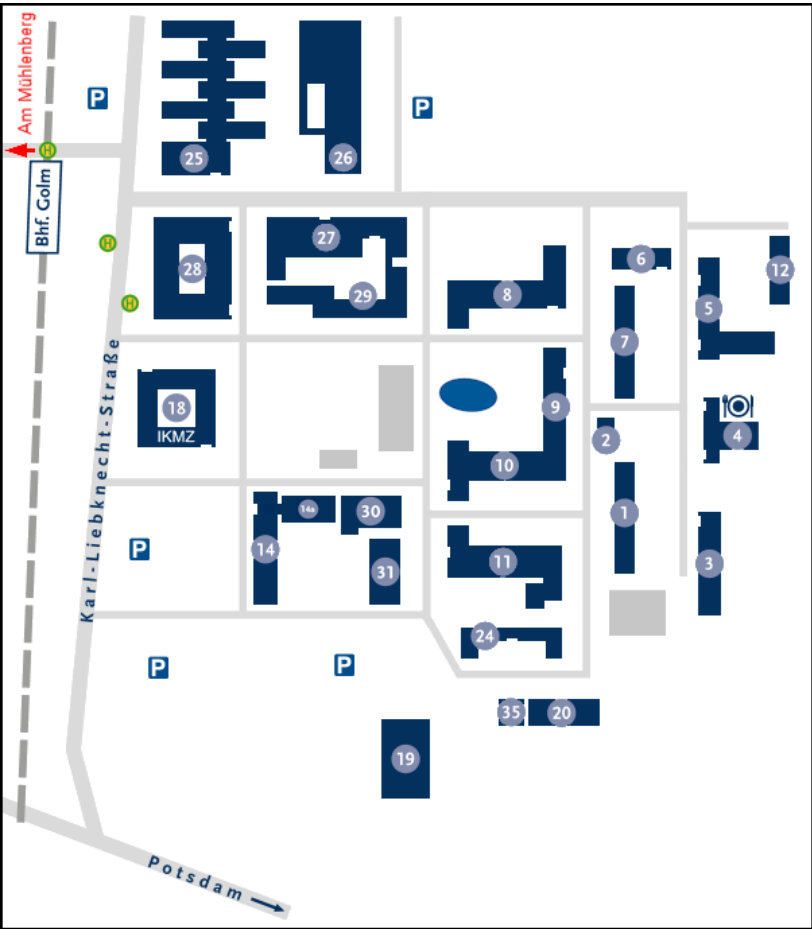 Am Mühlenberg
P
P
H
Bhf. Golm
25
26
27
6
H
28
12
29
8
H
5
7
18
IKMZ
9
2
4
10
Karl-Liebknecht-Straße
14a
30
1
P
14
11
3
31
24
P
P
35
20
19
Potsdam